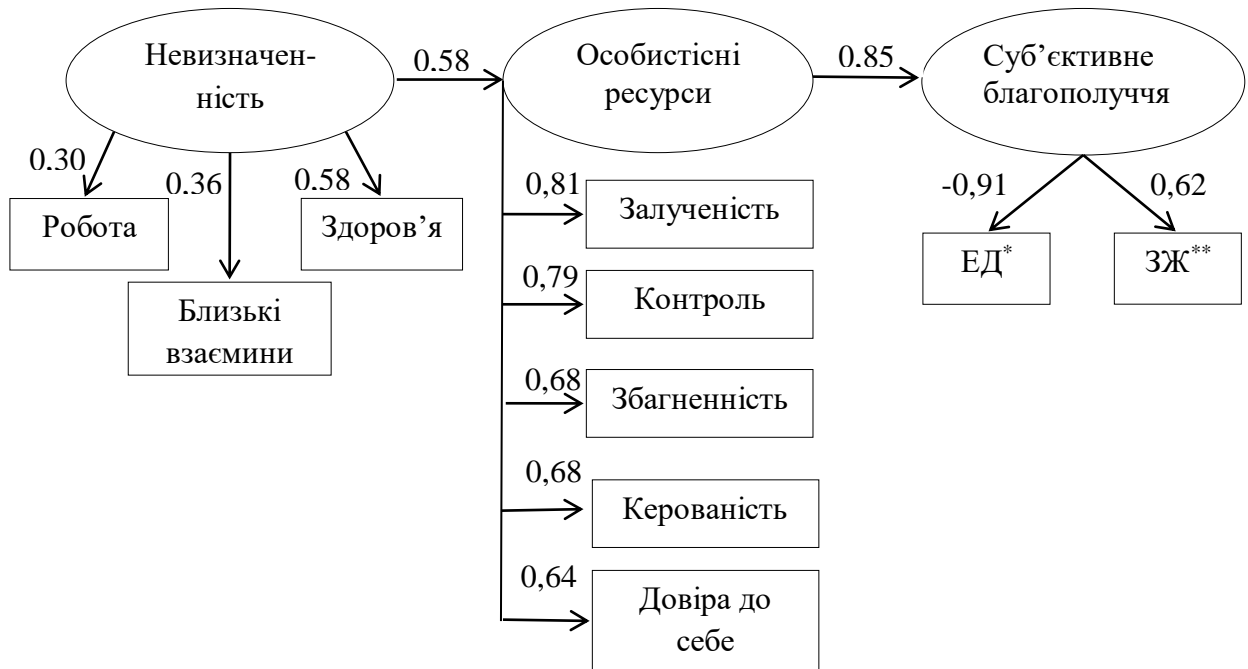 Невизначен-
ність
0.58
Особистісні
ресурси
0.85
Суб’єктивне
благополуччя
0.30
0.36
0.58
Робота
Близькі
взаємини
Здоров’я
0,81
Залученість
0,79
Контроль
0,68
Збагненність
0,68
Керованість
0,64
Довіра до
себе
-0,91
0,62
ЕД*
ЗЖ**